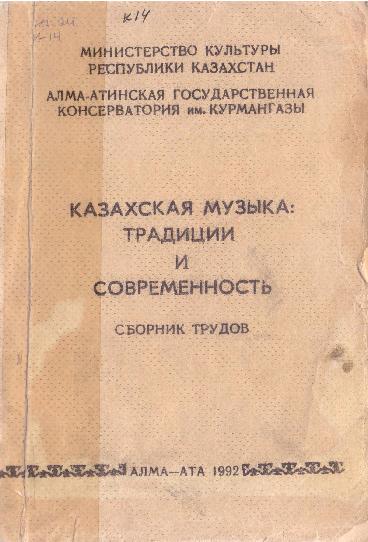 к14
К-14
МИНИСТЕРСТВО КУЛЬТУРЫ
РЕСПУБЛИКИ КАЗАХСТАН
АЛМА-АТИНСКАЯ ГОСУДАРСТВЕННАЯ
КОНСЕРВАТОРИЯ им. КУРМАНГАЗЫ
КАЗАХСКАЯ МУЗЫКА:
ТРАДИЦИИ
И
СОВРЕМЕННОСТЬ
СБОРНИК ТРУДОВ
АЛМА—АТА 1992